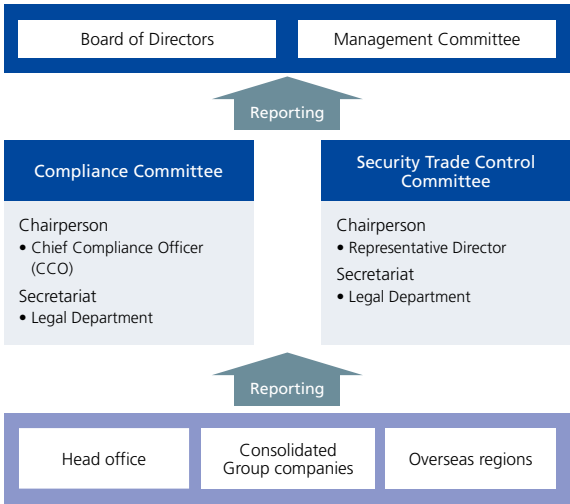 Board of Directors
Management Committee
Reporting
Compliance Committee
Chairperson
• Chief Compliance Officer
(CCO)
Secretariat
• Legal Department
Security Trade Control
Committee
Chairperson
• Representative Director
Secretariat
• Legal Department
Reporting
Head office
Consolidated
Group companies
Overseas regions